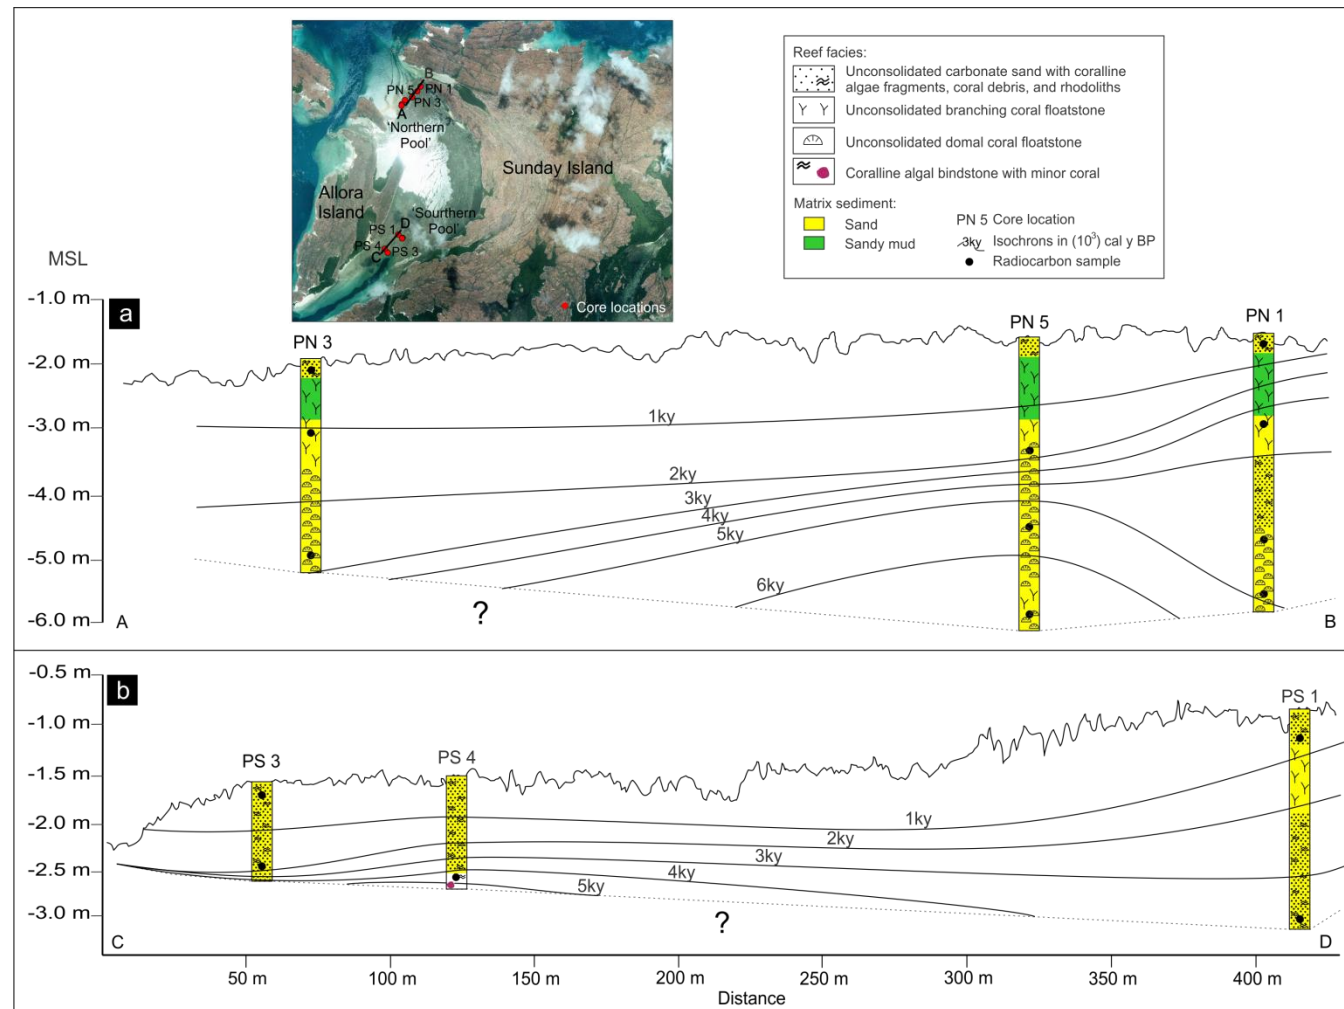 B
PN 5
PN 1
PN 3
A
'Northern
Pool'
Sunday Island
Allora
Island
D
'Sourthern
Pool'
PS 1
PS 4
PS 3
C
Core locations
Reef facies:
Unconsolidated carbonate sand with coralline
algae fragments, coral debris, and rhodoliths
Unconsolidated branching coral floatstone
Unconsolidated domal coral floatstone
Coralline algal bindstone with minor coral
Matrix sediment:
Sand
Sandy mud
PN 5 Core location
3ky Isochrons in (10³) cal y BP
Radiocarbon sample
MSL
a
-1.0 m
-2.0 m
-3.0 m
-4.0 m
-5.0 m
-6.0 m
PN 3
PN 5
PN 1
1ky
2ky
3ky
4ky
5ky
6ky
?
A
B
b
-0.5 m
-1.0 m
-1.5 m
-2.0 m
-2.5 m
-3.0 m
PS 3
PS 4
PS 1
1ky
2ky
3ky
4ky
5ky
?
C
D
50 m
100 m
150 m
200 m
250 m
300 m
350 m
400 m
Distance